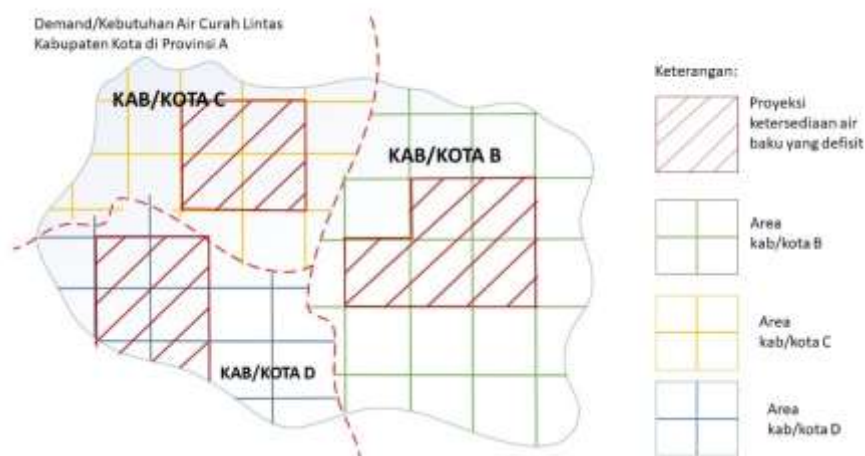 Demand/Kebutuhan Air Curah Lintas
Kabupaten Kota di Provinsi A
KAB/KOTA C
KAB/KOTA B
KAB/KOTA D
Keterangan:
Proyeksi
ketersediaan air
baku yang defisit
Area
kab/kota B
Area
kab/kota C
Area
kab/kota D